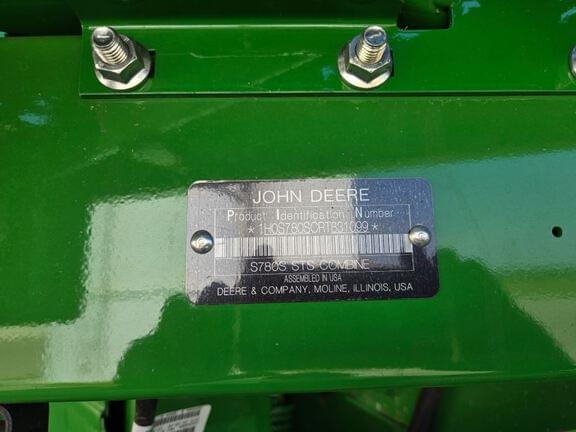 JOHN DEERE
Product Identification Number
*1H0S780SCRT831099*
S780S STS COMBINE
ASSEMBLED IN USA
DEERE & COMPANY, MOLINE, ILLINOIS, USA